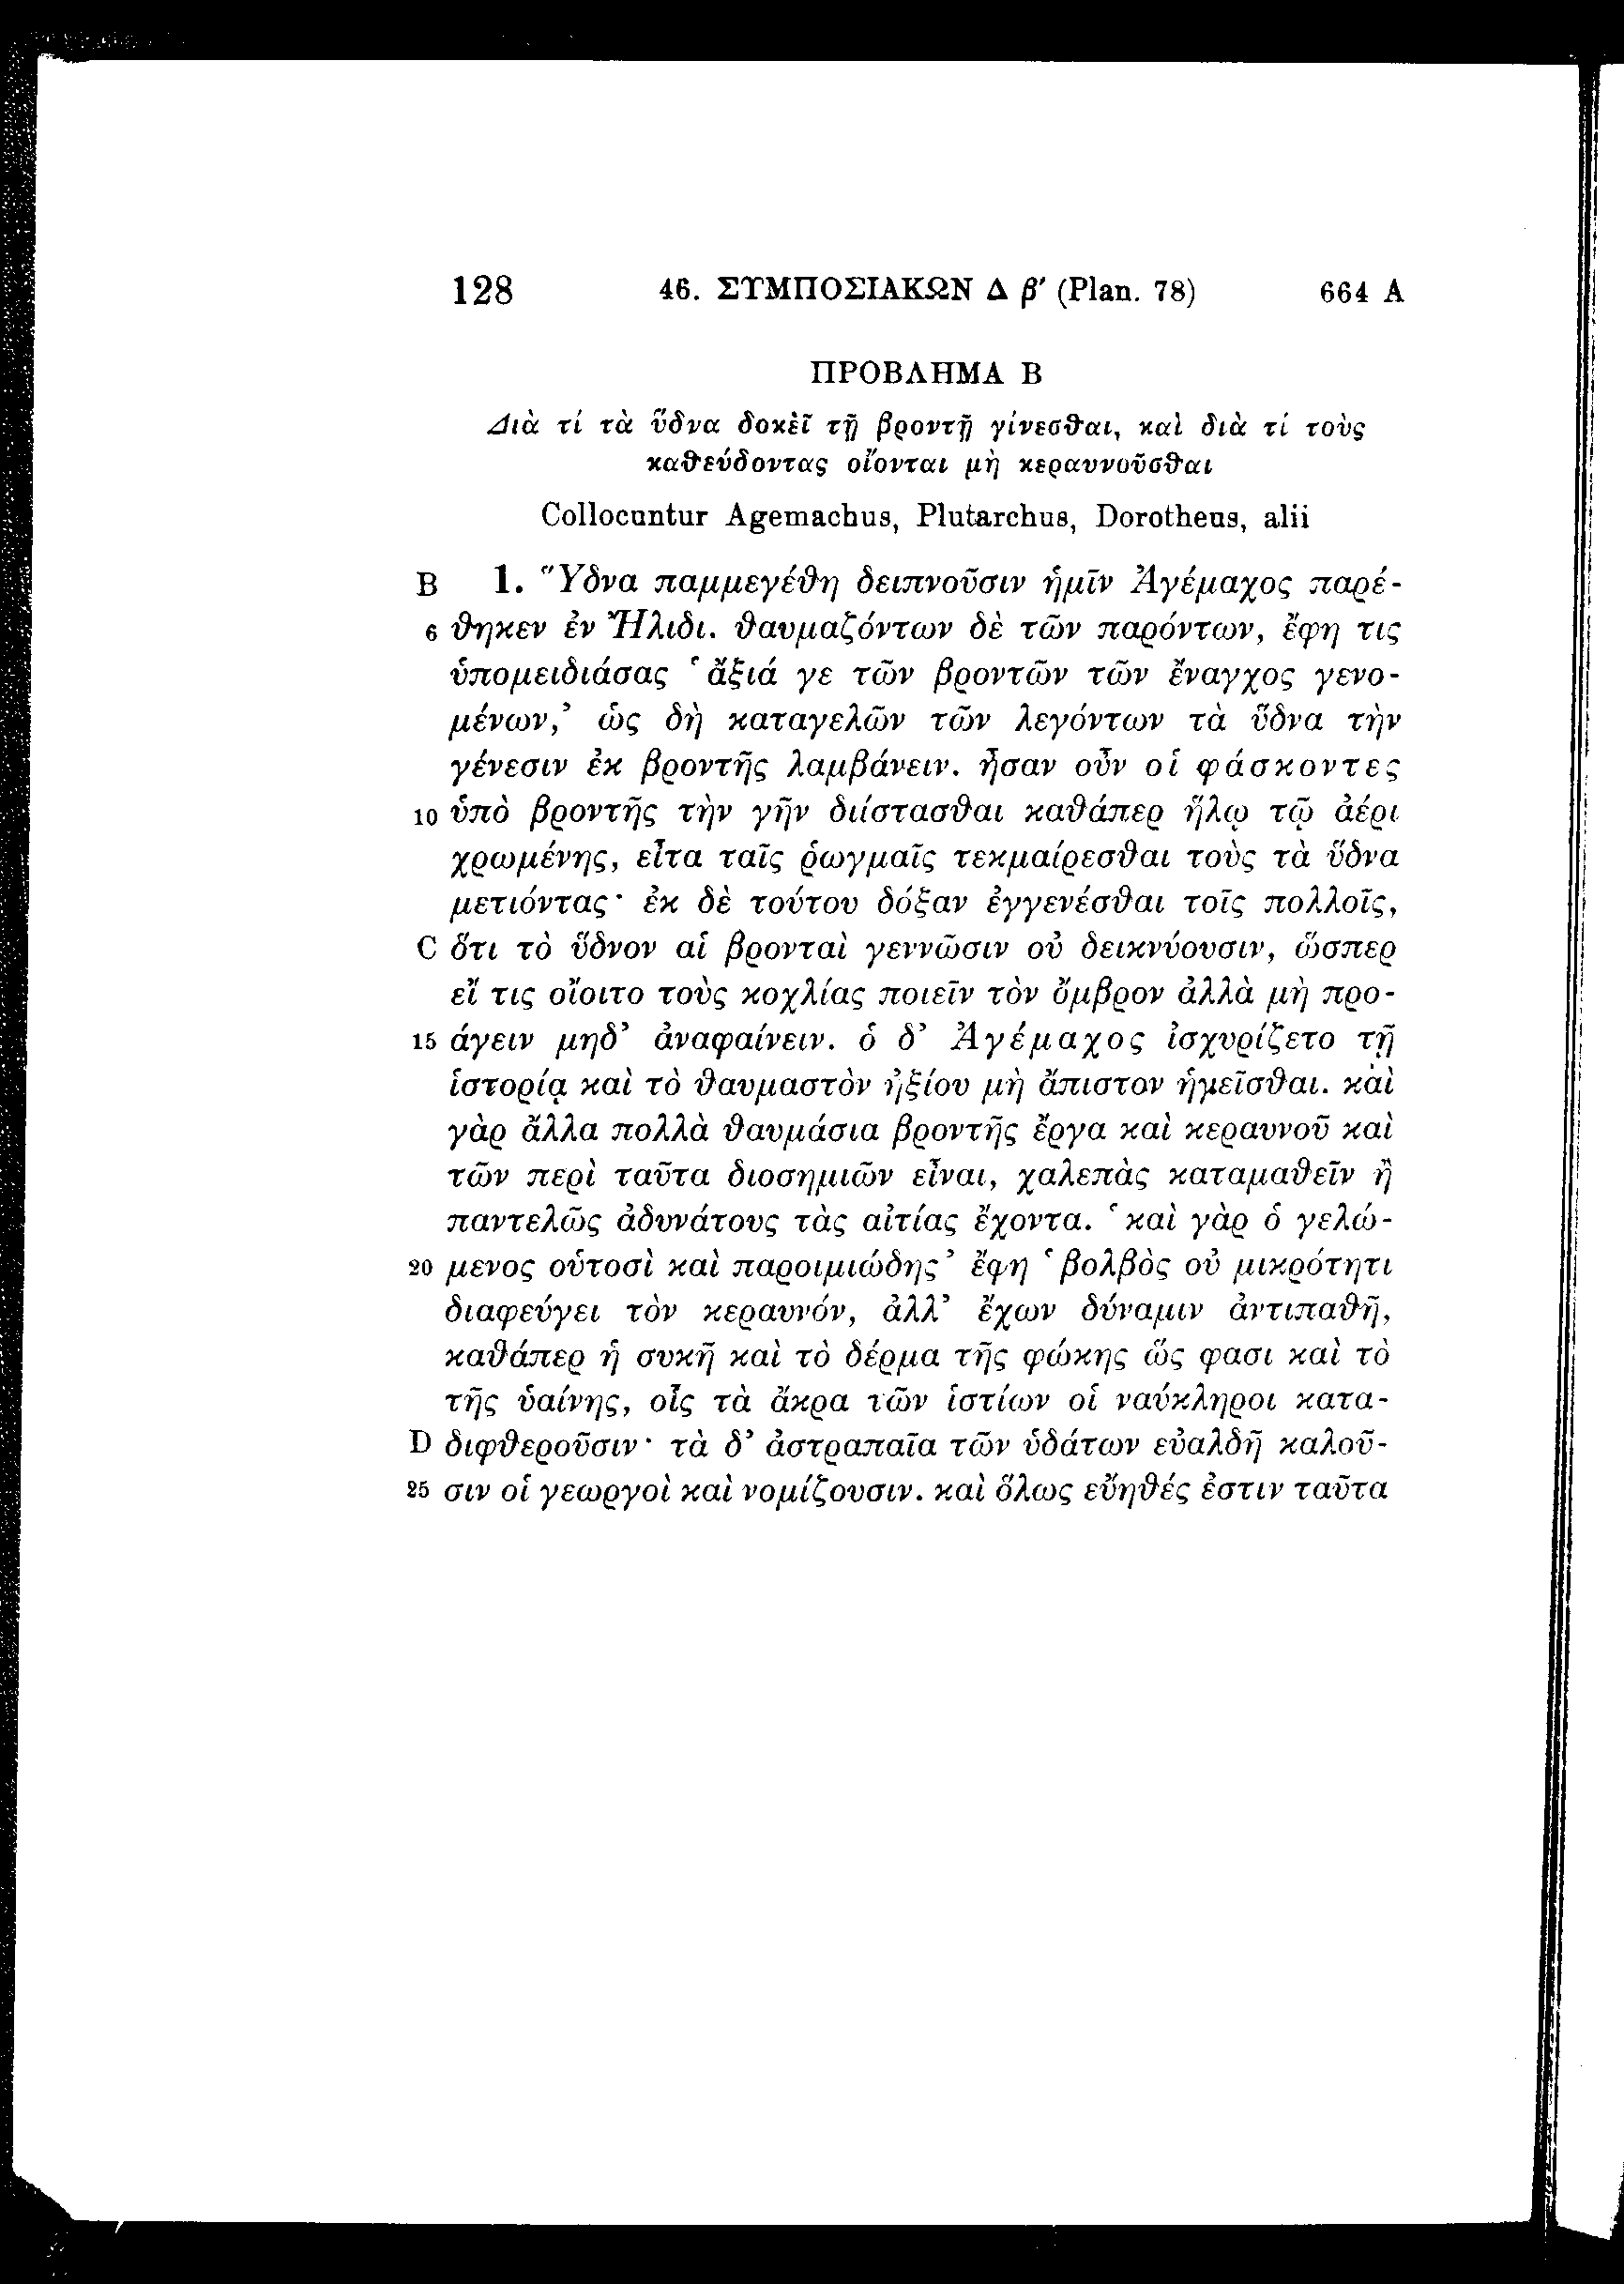 128 46. ΣΥΜΠΟΣΙΑΚΩΝ Δ β′ (Plan. 78) 664 A
ΠΡΟΒΛΗΜΑ Β
Διὰ τί τὰ ὕδνα δοκεῖ τῇ βροντῇ γίνεσθαι, καὶ διὰ τί τοὺς
καθεύδοντας οἴονται μὴ κεραυνοῦσθαι
Collocuntur Agemachus, Plutarchus, Dorotheus, alii
B 1. Ὕδνα παμμεγέθη δειπνοῦσιν ἡμῖν Ἀγέμαχος παρέ-
6 θηκεν ἐν Ἤλιδι. θαυμαζόντων δὲ τῶν παρόντων, ἔφη τις
ὑπομειδιάσας ‘ἄξιά γε τῶν βροντῶν τῶν ἔναγχος γενο-
μένων,’ ὡς δὴ καταγελῶν τῶν λεγόντων τὰ ὕδνα τὴν
γένεσιν ἐκ βροντῆς λαμβάνειν. ἦσαν οὖν οἱ φάσκοντες
10 ὑπὸ βροντῆς τὴν γῆν διίστασθαι καθάπερ ἥλῳ τῷ ἀέρι
χρωμένης, εἶτα ταῖς ῥωγμαῖς τεκμαίρεσθαι τοὺς τὰ ὕδνα
μετιόντας· ἐκ δὲ τούτου δόξαν ἐγγενέσθαι τοῖς πολλοῖς,
C ὅτι τὸ ὕδνον αἱ βρονταὶ γεννῶσιν οὐ δεικνύουσιν, ὥσπερ
εἴ τις οἴοιτο τοὺς κοχλίας ποιεῖν τὸν ὄμβρον ἀλλὰ μὴ προ-
15 άγειν μηδ’ ἀναφαίνειν. ὁ δ’ Ἀγέμαχος ἰσχυρίζετο τῇ
ἱστορίᾳ καὶ τὸ θαυμαστὸν ἠξίου μὴ ἄπιστον ἡγεῖσθαι. καὶ
γὰρ ἄλλα πολλὰ θαυμάσια βροντῆς ἔργα καὶ κεραυνοῦ καὶ
τῶν περὶ ταῦτα διοσημιῶν εἶναι, χαλεπὰς καταμαθεῖν ἢ
παντελῶς ἀδυνάτους τὰς αἰτίας ἔχοντα. ‘καὶ γὰρ ὁ γελώ-
20 μενος οὑτοσὶ καὶ παροιμιώδης’ ἔφη ‘βολβὸς οὐ μικρότητι
διαφεύγει τὸν κεραυνόν, ἀλλ’ ἔχων δύναμιν ἀντιπαθῆ,
καθάπερ ἡ συκῆ καὶ τὸ δέρμα τῆς φώκης ὥς φασι καὶ τὸ
τῆς ὑαίνης, οἷς τὰ ἄκρα τῶν ἱστίων οἱ ναύκληροι κατα-
D διφθεροῦσιν· τὰ δ’ ἀστραπαῖα τῶν ὑδάτων εὐαλδῆ καλοῦ-
25 σιν οἱ γεωργοὶ καὶ νομίζουσιν. καὶ ὅλως εὔηθές ἐστιν ταῦτα